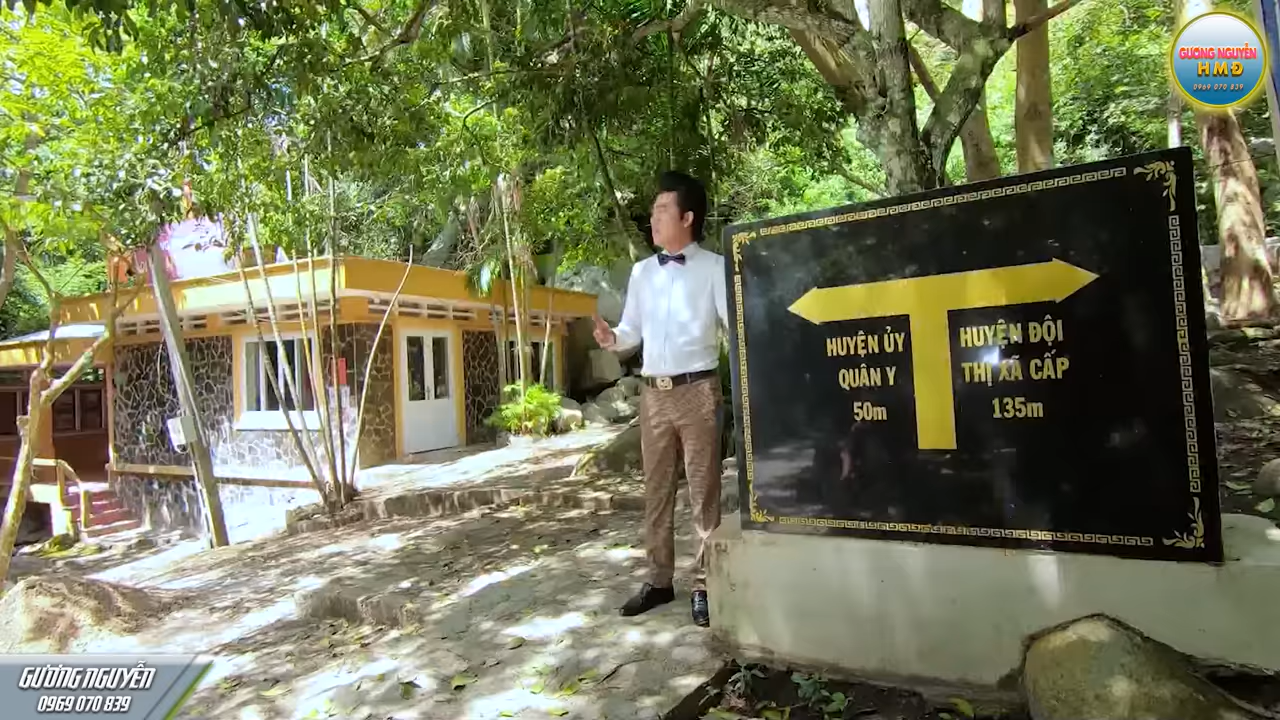 GƯƠNG NGUYỄN
HMĐ
0969 070 839
HUYỆN ỦY
QUÂN Y
50m
HUYỆN ĐỘI
THỊ XÃ CẤP
135m
GƯƠNG NGUYỄN
0969 070 839